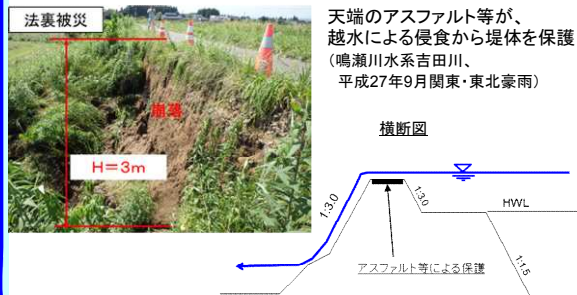 法裏被災
崩落
H=3m
天端のアスファルト等が、
越水による侵食から堤体を保護
(鳴瀬川水系吉田川、
平成27年9月関東・東北豪雨)
横断図
1:3.0
1:3.0
HWL
1:1.5
アスファルト等による保護